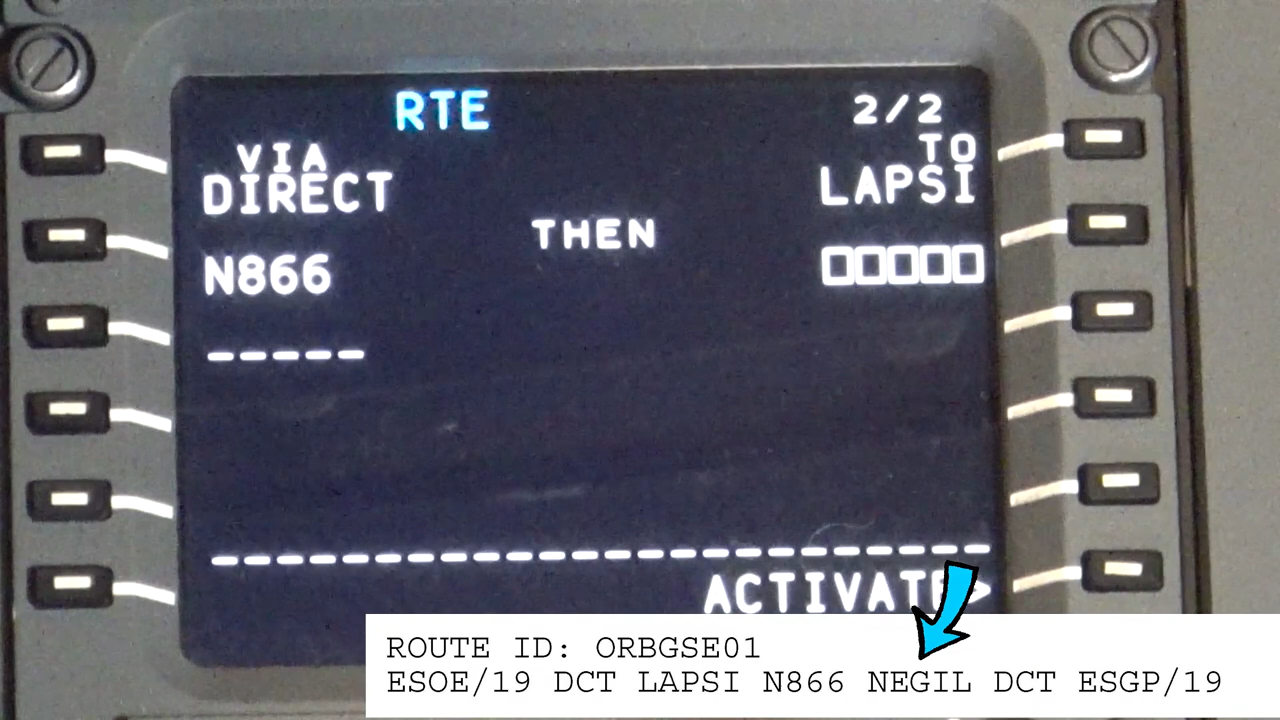 RTE 2/2
VIA TO
DIRECT LAPSI
THEN
N866 □□□□□
-----
------------------------
ACTIVATE>
ROUTE ID: ORBGSE01
ESOE/19 DCT LAPSI N866 NEGIL DCT ESGP/19